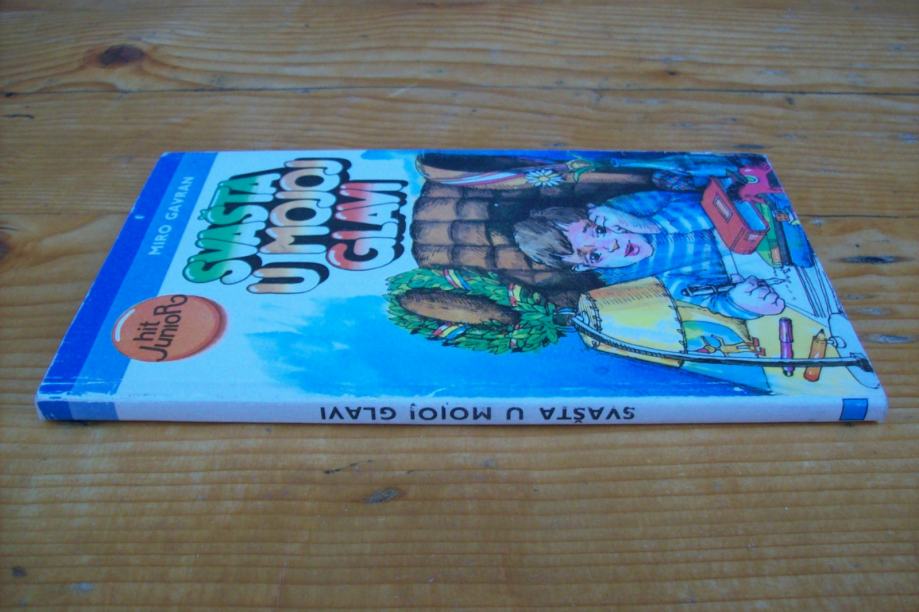 MIRO GAVRAN
SVAŠTA
U MOJOJ
GLAVI
hit
JUNIOR
SVAŠTA U MOJOJ GLAVI